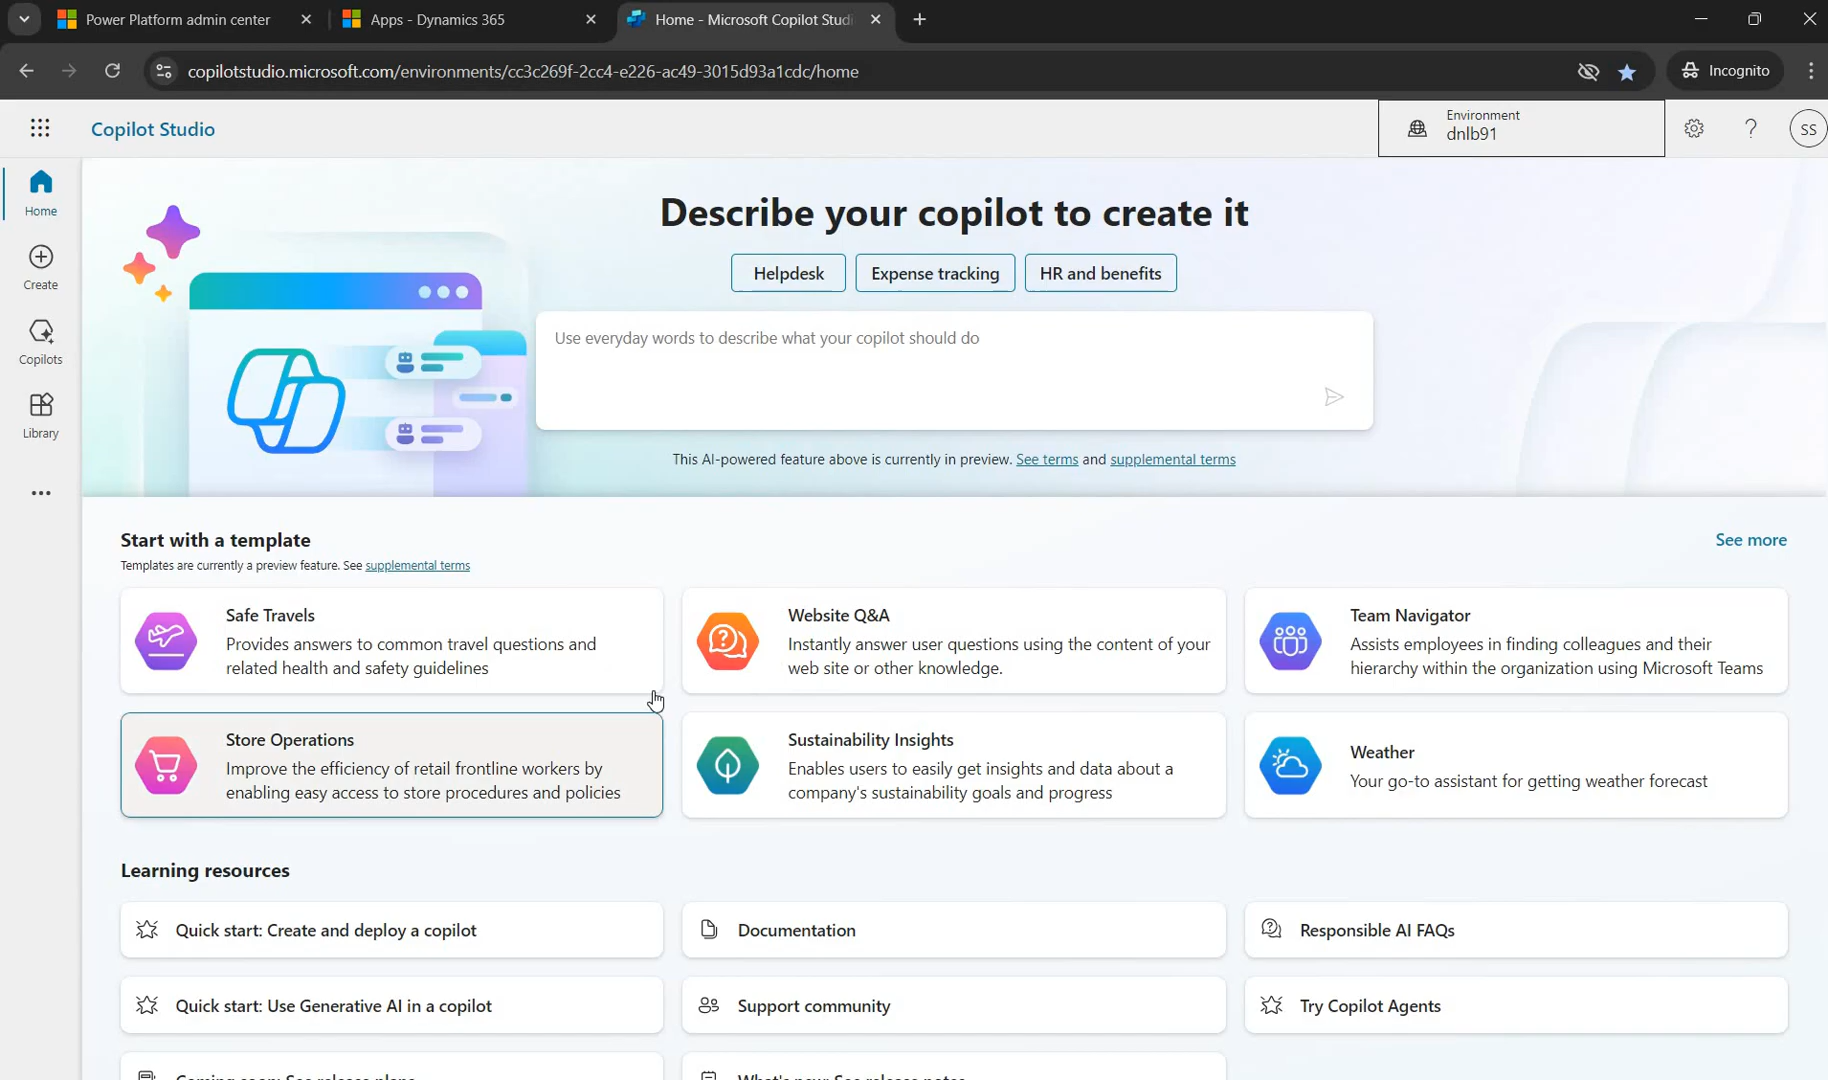 Power Platform admin center
Apps - Dynamics 365
Home - Microsoft Copilot Studi
copilotstudio.microsoft.com/environments/cc3c269f-2cc4-e226-ac49-3015d93a1cdc/home
Incognito
Copilot Studio
Environment
dnlb91
SS
Home
Create
Copilots
Library
Describe your copilot to create it
Helpdesk
Expense tracking
HR and benefits
Use everyday words to describe what your copilot should do
This AI-powered feature above is currently in preview. See terms and supplemental terms
Start with a template
See more
Templates are currently a preview feature. See supplemental terms
Safe Travels
Provides answers to common travel questions and
related health and safety guidelines
Website Q&A
Instantly answer user questions using the content of your
web site or other knowledge.
Team Navigator
Assists employees in finding colleagues and their
hierarchy within the organization using Microsoft Teams
Store Operations
Improve the efficiency of retail frontline workers by
enabling easy access to store procedures and policies
Sustainability Insights
Enables users to easily get insights and data about a
company's sustainability goals and progress
Weather
Your go-to assistant for getting weather forecast
Learning resources
Quick start: Create and deploy a copilot
Documentation
Responsible AI FAQs
Quick start: Use Generative AI in a copilot
Support community
Try Copilot Agents
Coming soon: See release plans
What's new: See release notes